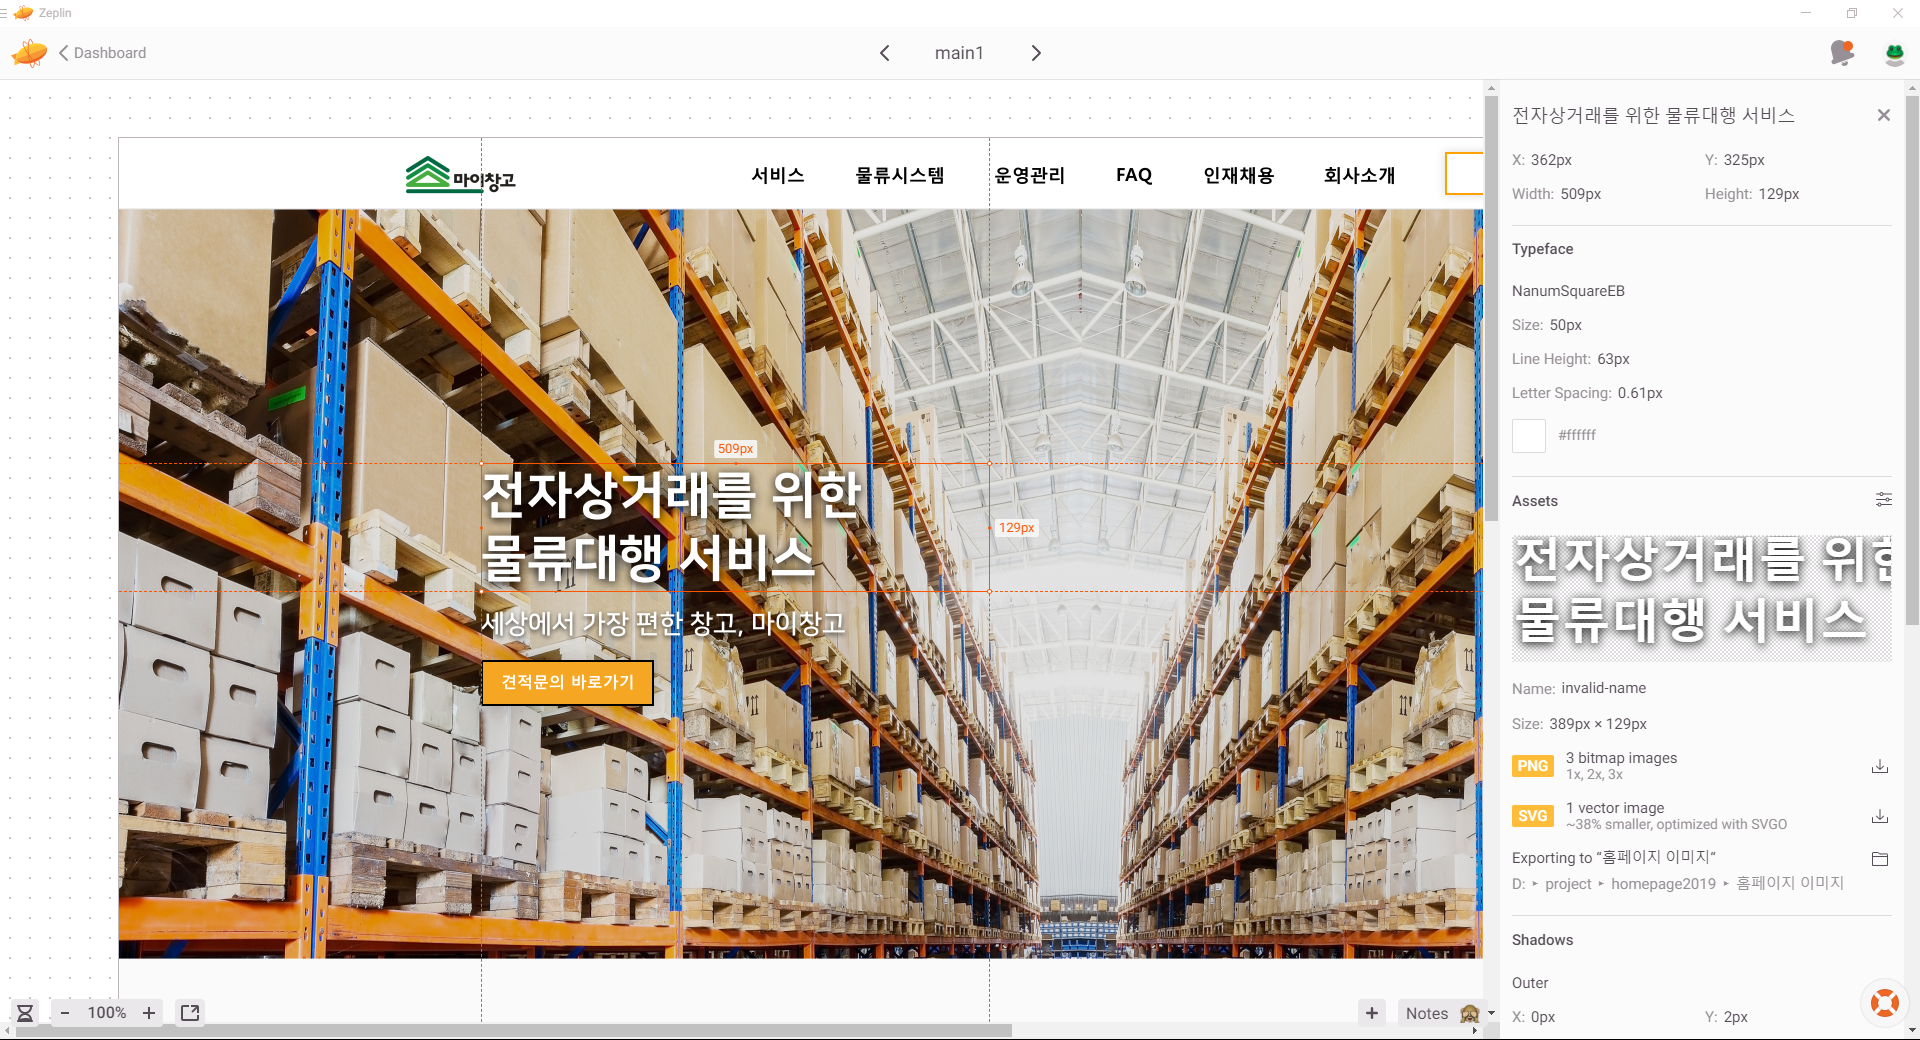 Zeplin
Dashboard
main1
마이창고
서비스
물류시스템
운영관리
FAQ
인재채용
회사소개
509px
전자상거래를 위한
물류대행 서비스
129px
세상에서 가장 편한 창고, 마이창고
견적문의 바로가기
100%
Notes
전자상거래를 위한 물류대행 서비스
X: 362px
Y: 325px
Width: 509px
Height: 129px
Typeface
NanumSquareEB
Size: 50px
Line Height: 63px
Letter Spacing: 0.61px
#ffffff
Assets
전자상거래를 위한
물류대행 서비스
Name: invalid-name
Size: 389px × 129px
PNG
3 bitmap images
1x, 2x, 3x
SVG
1 vector image
~38% smaller, optimized with SVGO
Exporting to “홈페이지 이미지“
D: ▸ project ▸ homepage2019 ▸ 홈페이지 이미지
Shadows
Outer
X: 0px
Y: 2px